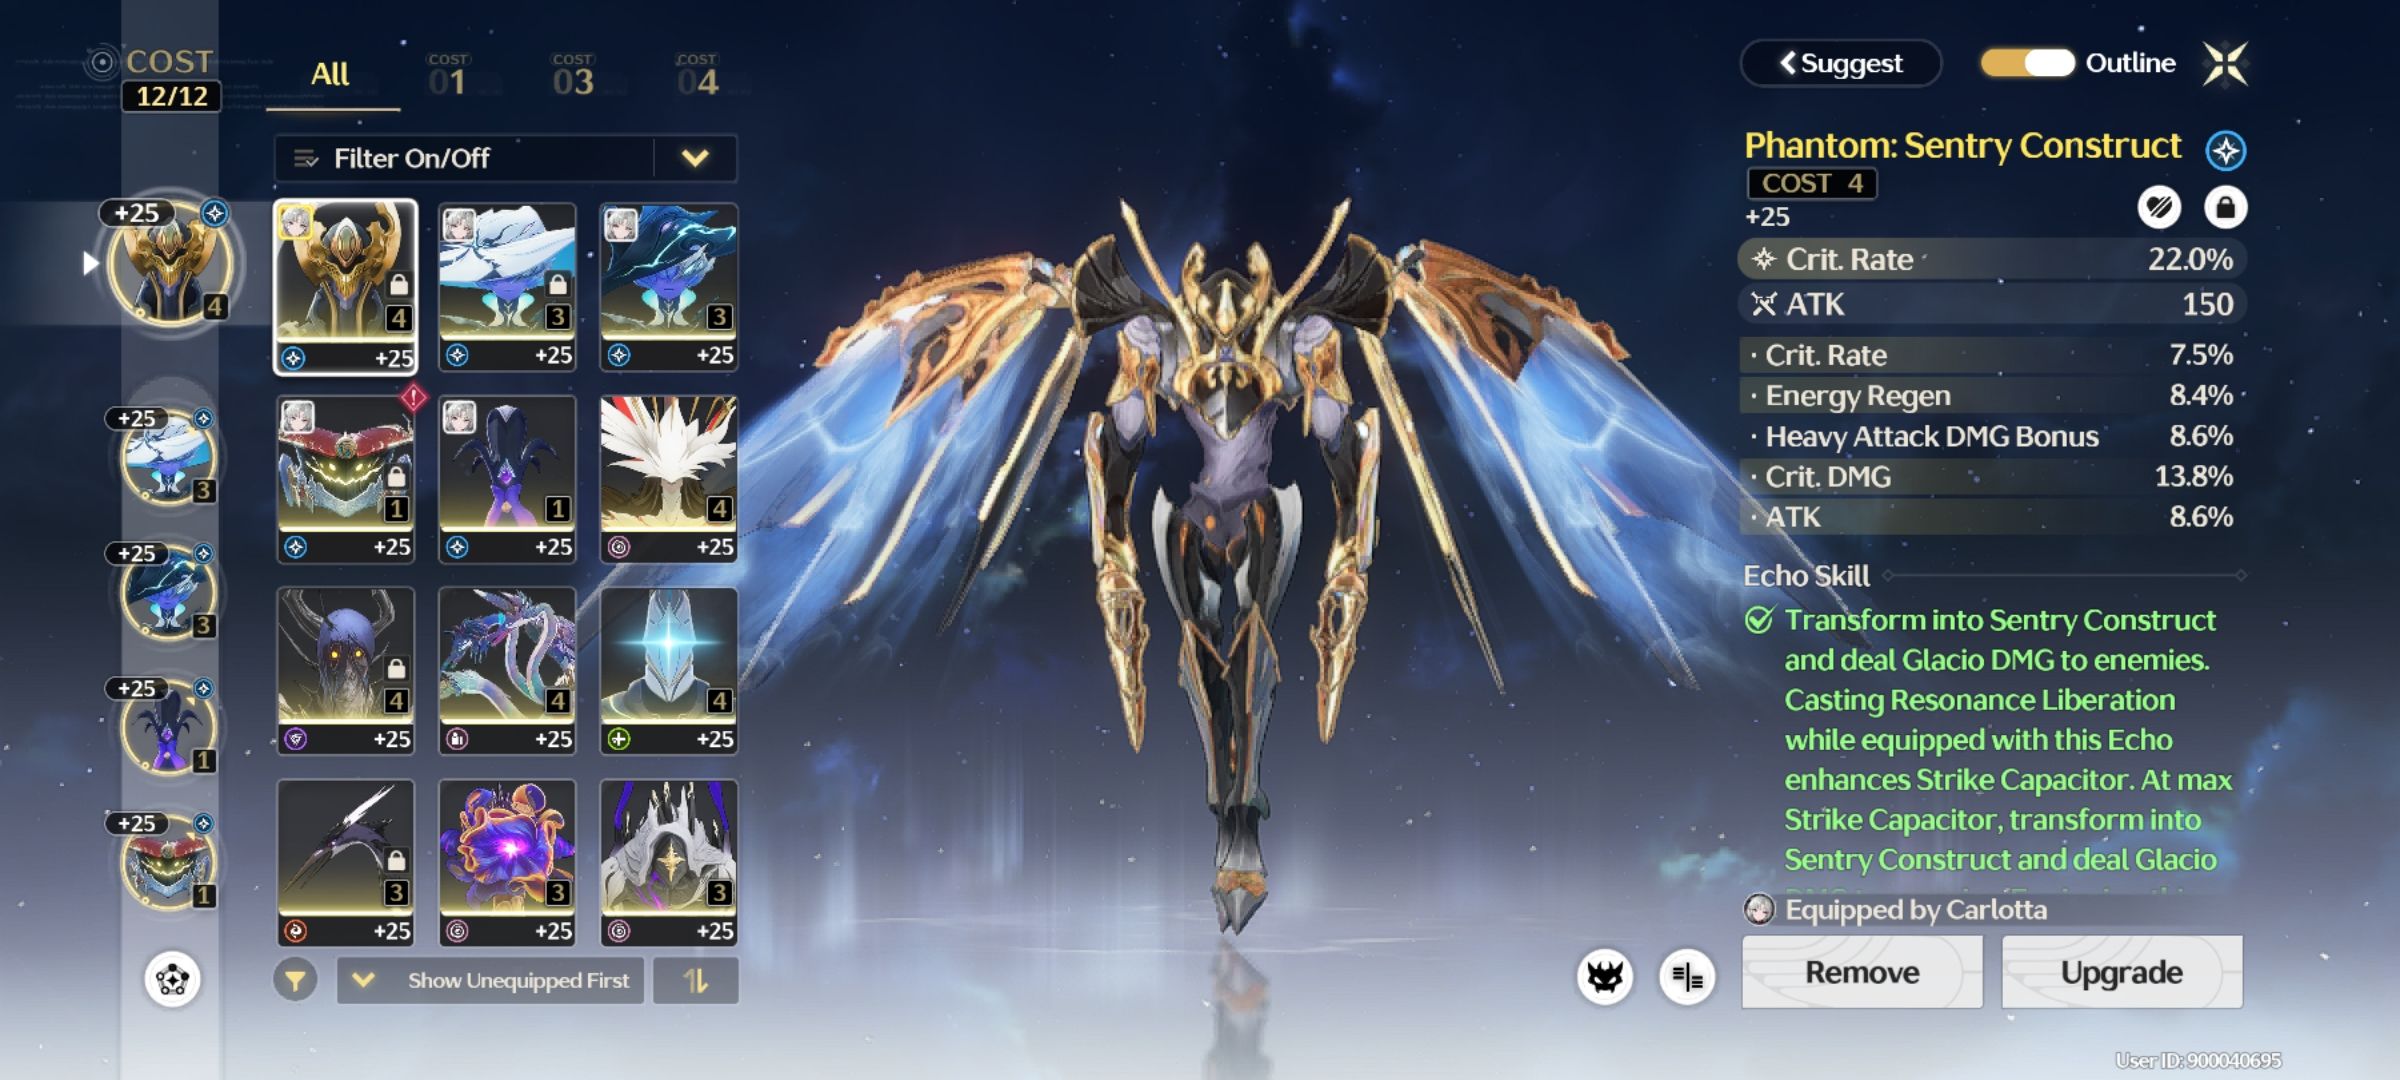 COST
12/12
All
COST
01
COST
03
COST
04
Filter On/Off
+25
4
+25
3
+25
3
+25
1
+25
1
4
+25
3
+25
3
+25
1
+25
1
+25
4
+25
4
+25
4
+25
4
+25
3
+25
3
+25
3
+25
Show Unequipped First
Suggest
Outline
Phantom: Sentry Construct
COST 4
+25
Crit. Rate 22.0%
ATK 150
· Crit. Rate 7.5%
· Energy Regen 8.4%
· Heavy Attack DMG Bonus 8.6%
· Crit. DMG 13.8%
· ATK 8.6%
Echo Skill
Transform into Sentry Construct
and deal Glacio DMG to enemies.
Casting Resonance Liberation
while equipped with this Echo
enhances Strike Capacitor. At max
Strike Capacitor, transform into
Sentry Construct and deal Glacio
Equipped by Carlotta
Remove
Upgrade
User ID:900040695